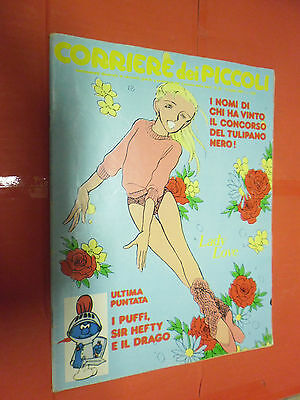 CORRIERE dei PICCOLI
I NOMI DI
CHI HA VINTO
IL CONCORSO
DEL TULIPANO
NERO!
ULTIMA
PUNTATA
I PUFFI,
SIR HEFTY
E IL DRAGO